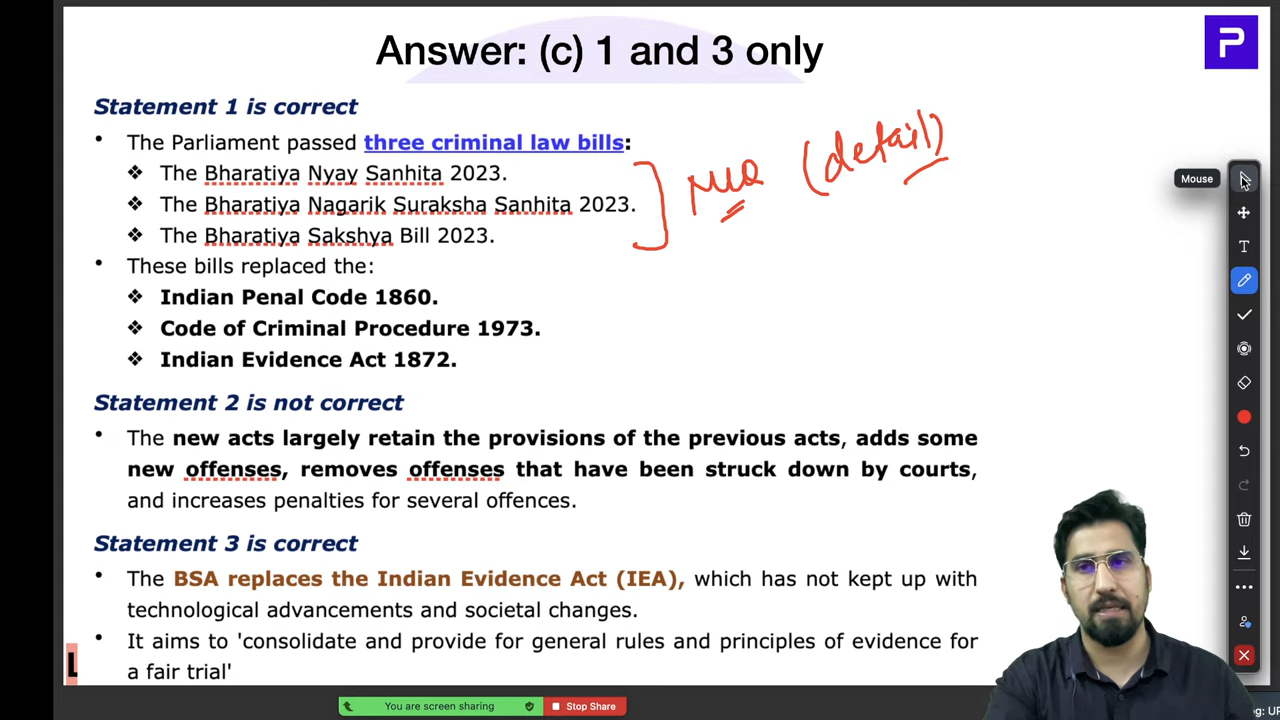 Answer: (c) 1 and 3 only
P
Statement 1 is correct
• The Parliament passed three criminal law bills:
❖ The Bharatiya Nyay Sanhita 2023.
❖ The Bharatiya Nagarik Suraksha Sanhita 2023.
❖ The Bharatiya Sakshya Bill 2023.
(detail)
Mouse
T
• These bills replaced the:
❖ Indian Penal Code 1860.
❖ Code of Criminal Procedure 1973.
❖ Indian Evidence Act 1872.
Statement 2 is not correct
• The new acts largely retain the provisions of the previous acts, adds some
new offenses, removes offenses that have been struck down by courts,
and increases penalties for several offences.
Statement 3 is correct
• The BSA replaces the Indian Evidence Act (IEA), which has not kept up with
technological advancements and societal changes.
• It aims to 'consolidate and provide for general rules and principles of evidence for
a fair trial'
L
You are screen sharing
Stop Share